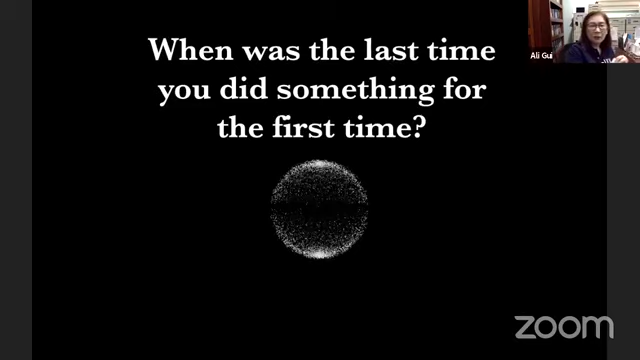 When was the last time
you did something for
the first time?
Ali Gui
zoom